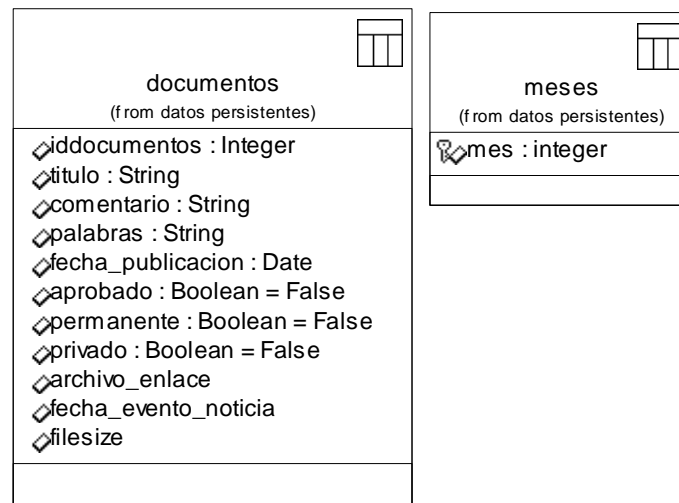 documentos
(from datos persistentes)
iddocumentos : Integer
titulo : String
comentario : String
palabras : String
fecha_publicacion : Date
aprobado : Boolean = False
permanente : Boolean = False
privado : Boolean = False
archivo_enlace
fecha_evento_noticia
filesize
meses
(from datos persistentes)
mes : integer